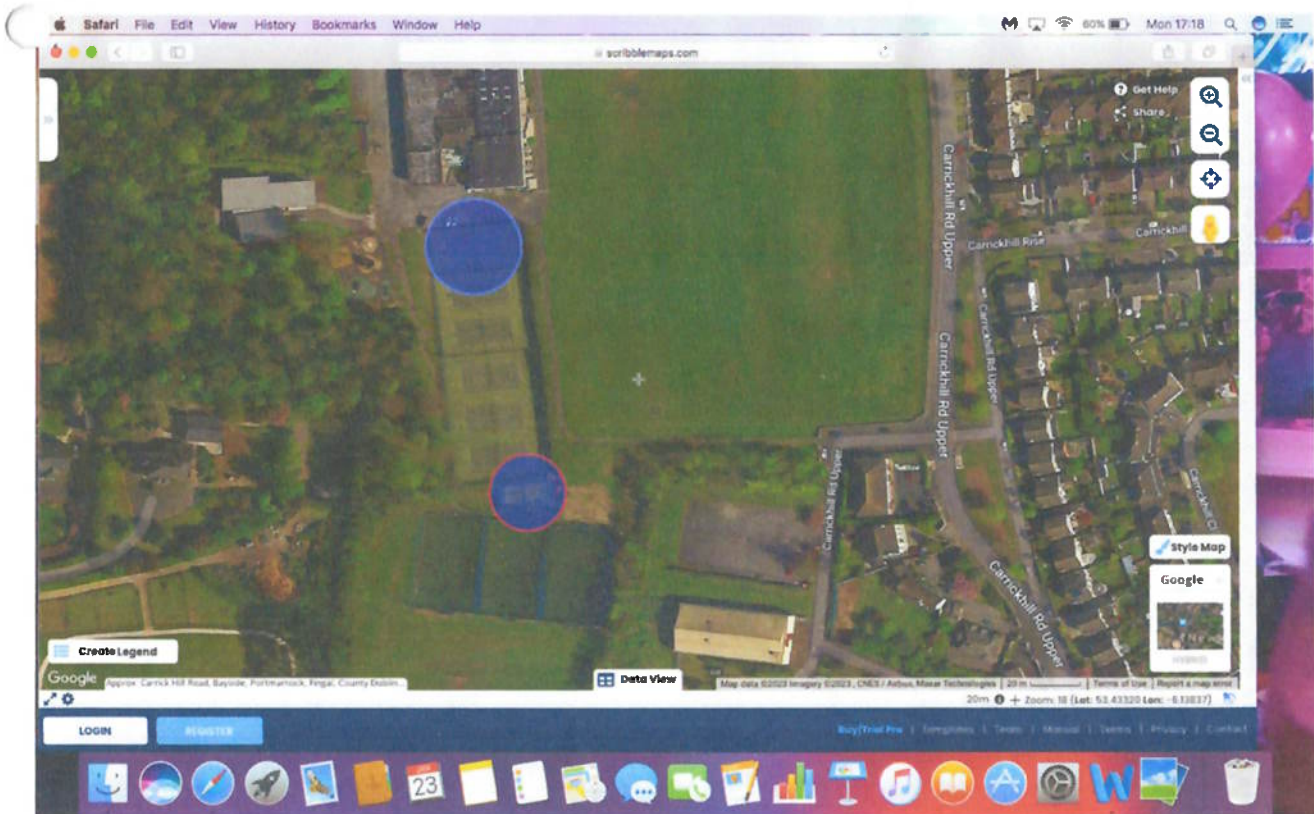 Safari File Edit View History Bookmarks Window Help
60% Mon 17:18
scribblemaps.com
Get Help
Share
Carrickhill Rd Upper
Carrickhill Rise
Carrickhill
Carrickhill Rd Upper
Carrickhill Rd Upper
Carrickhill Rd Upper
Carrickhill Cl
Carrickhill Rd Upper
Style Map
Google
Create Legend
Google
Approx: Carrick Hill Road, Bayside, Portmarnock, Fingal, County Dublin...
Data View
Map data ©2023 Imagery ©2023, CNES / Airbus, Maxar Technologies 20 m Terms of Use Report a map error
20m Zoom: 18 (Lat: 53.43320 Lon: -6.13837)
LOGIN
REGISTER
Buy/Trial Pro | Templates | Team | Manual | Terms | Privacy | Contact
23